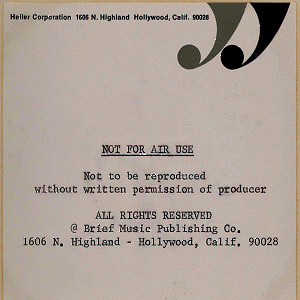 Heller Corporation 1606 N. Highland Hollywood, Calif. 90028
NOT FOR AIR USE
Not to be reproduced
without written permission of producer
ALL RIGHTS RESERVED
@ Brief Music Publishing Co.
1606 N. Highland - Hollywood, Calif. 90028